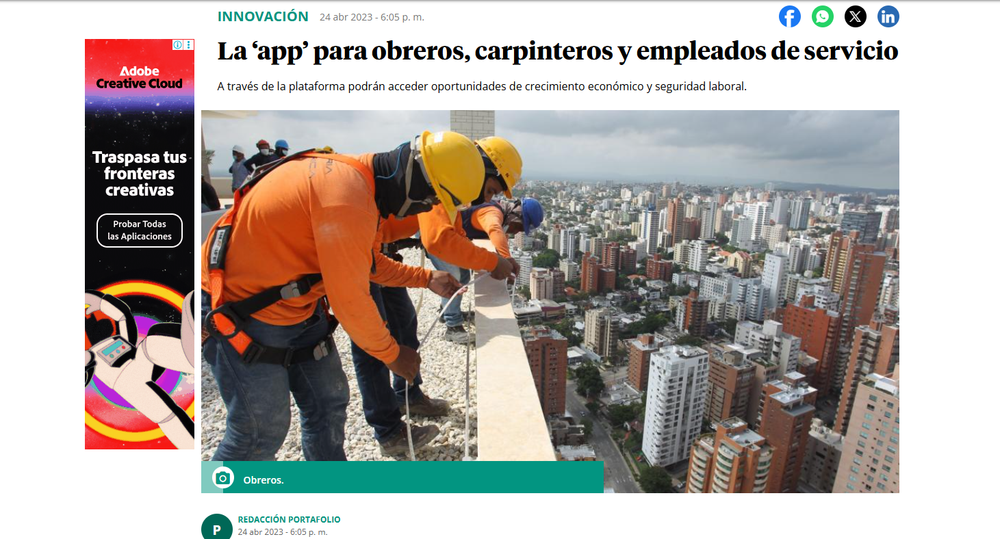 INNOVACIÓN 24 abr 2023 - 6:05 p. m.
La ‘app’ para obreros, carpinteros y empleados de servicio
A través de la plataforma podrán acceder oportunidades de crecimiento económico y seguridad laboral.
Adobe
Creative Cloud
Traspasa tus
fronteras
creativas
Probar Todas
las Aplicaciones
Obreros.
P
REDACCIÓN PORTAFOLIO
24 abr 2023 - 6:05 p. m.